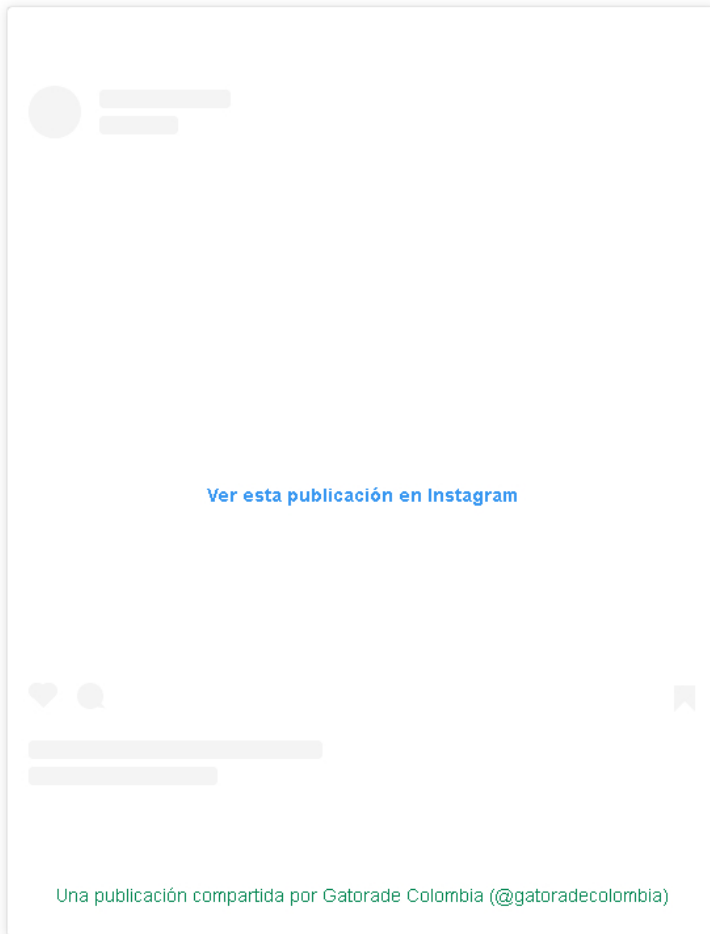 Ver esta publicación en Instagram
Una publicación compartida por Gatorade Colombia (@gatoradecolombia)